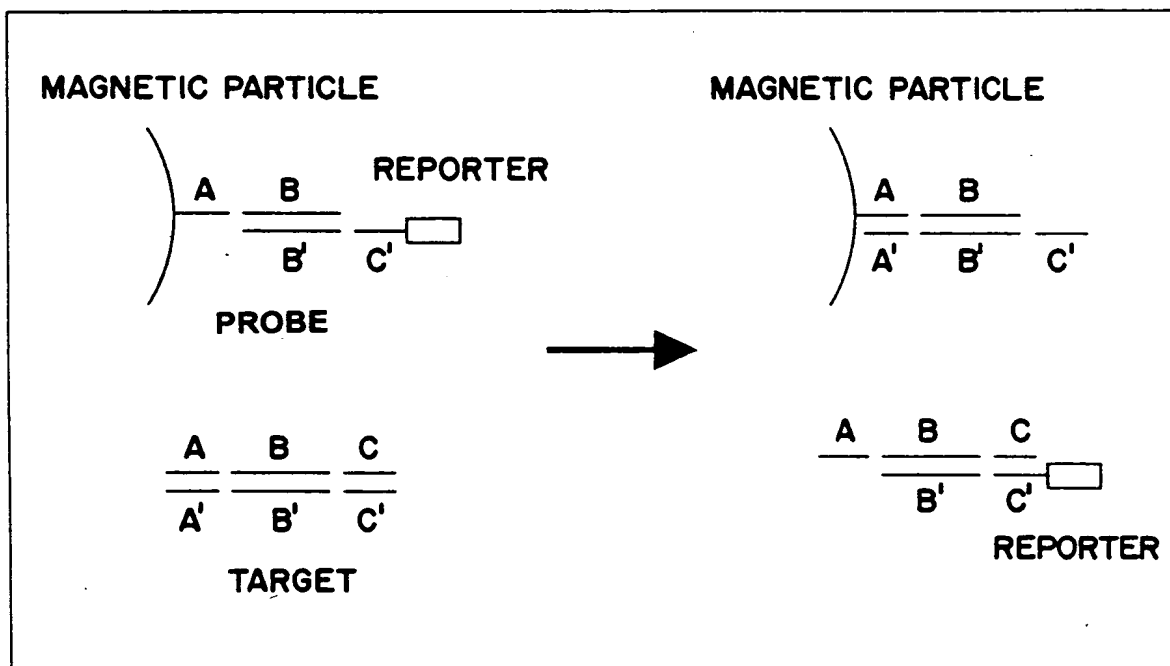 MAGNETIC PARTICLE
A B REPORTER
B' C'
PROBE
A B C
A' B' C'
TARGET
MAGNETIC PARTICLE
A B
A' B' C'
A B C
B' C'
REPORTER